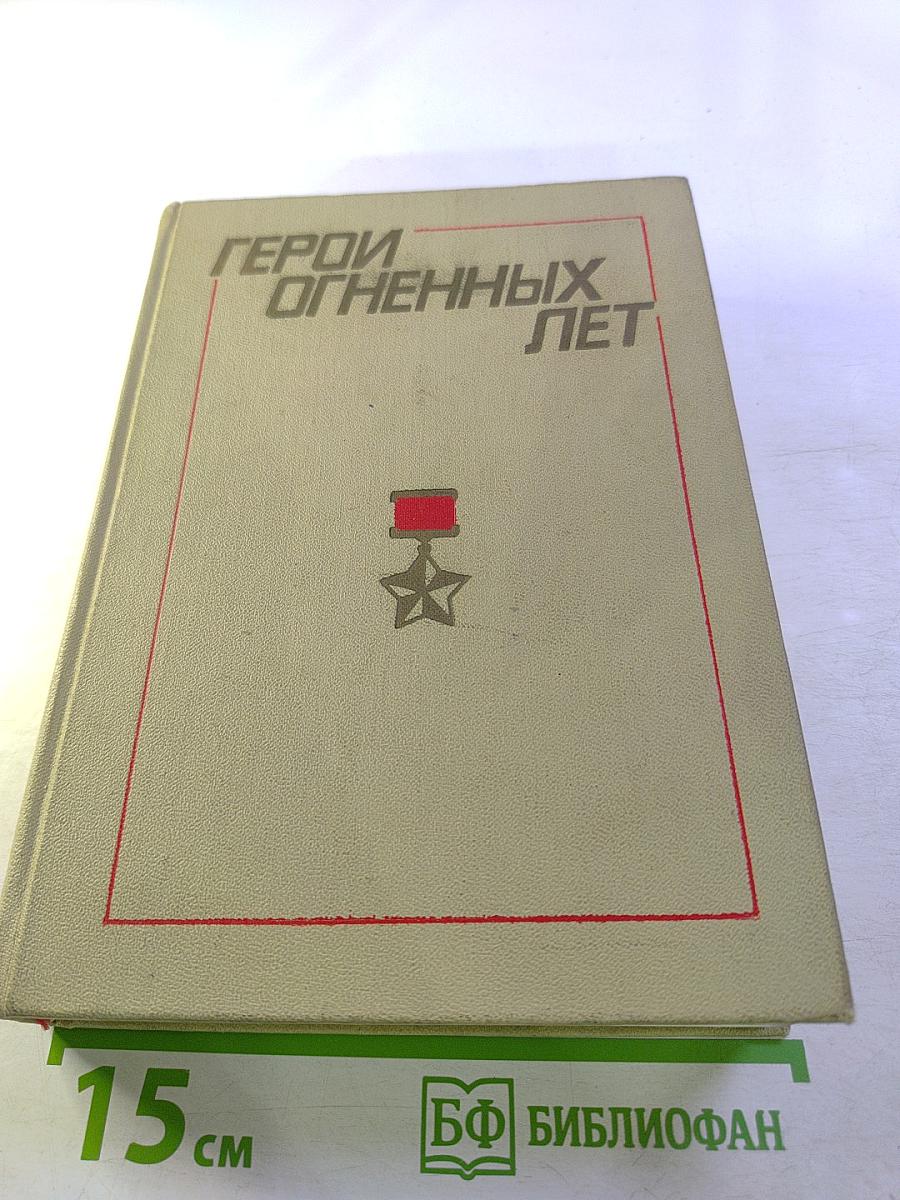 ГЕРОИ
ОГНЕННЫХ
ЛЕТ
15 см
БФ БИБЛИОФАН